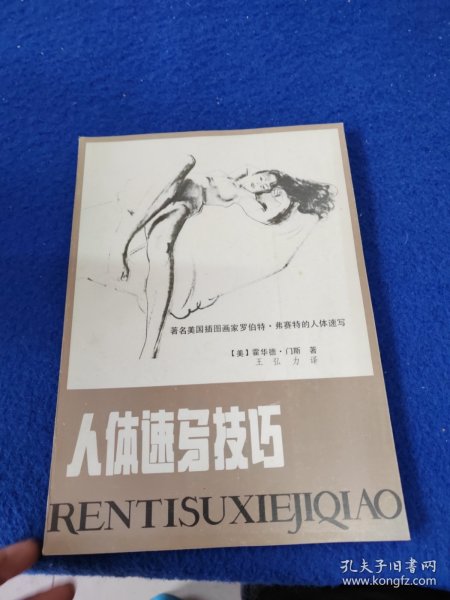 著名美国插图画家罗伯特·弗赛特的人体速写
【美】霍华德·门斯 著
王弘力 译
人体速写技巧
RENTISUXIEJIQIAO
孔夫子旧书网
www.kongfz.com